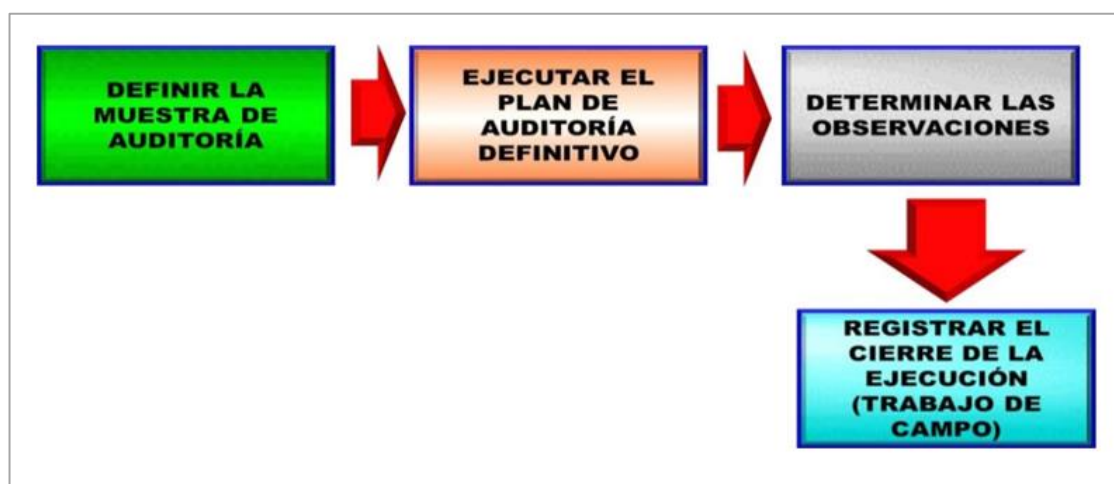 DEFINIR LA
MUESTRA DE
AUDITORÍA
EJECUTAR EL
PLAN DE
AUDITORÍA
DEFINITIVO
DETERMINAR LAS
OBSERVACIONES
REGISTRAR EL
CIERRE DE LA
EJECUCIÓN
(TRABAJO DE
CAMPO)